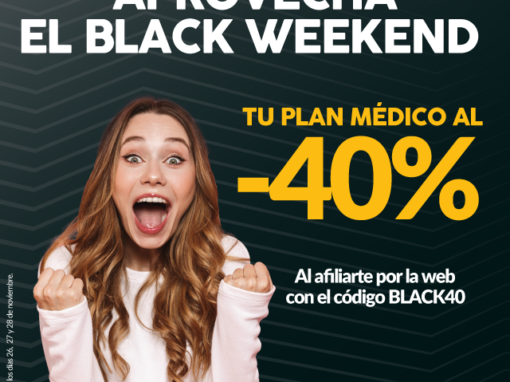 APROVECHA
EL BLACK WEEKEND
TU PLAN MÉDICO AL
-40%
Al afiliarte por la web
con el código BLACK40
los días 26, 27 y 28 de noviembre.